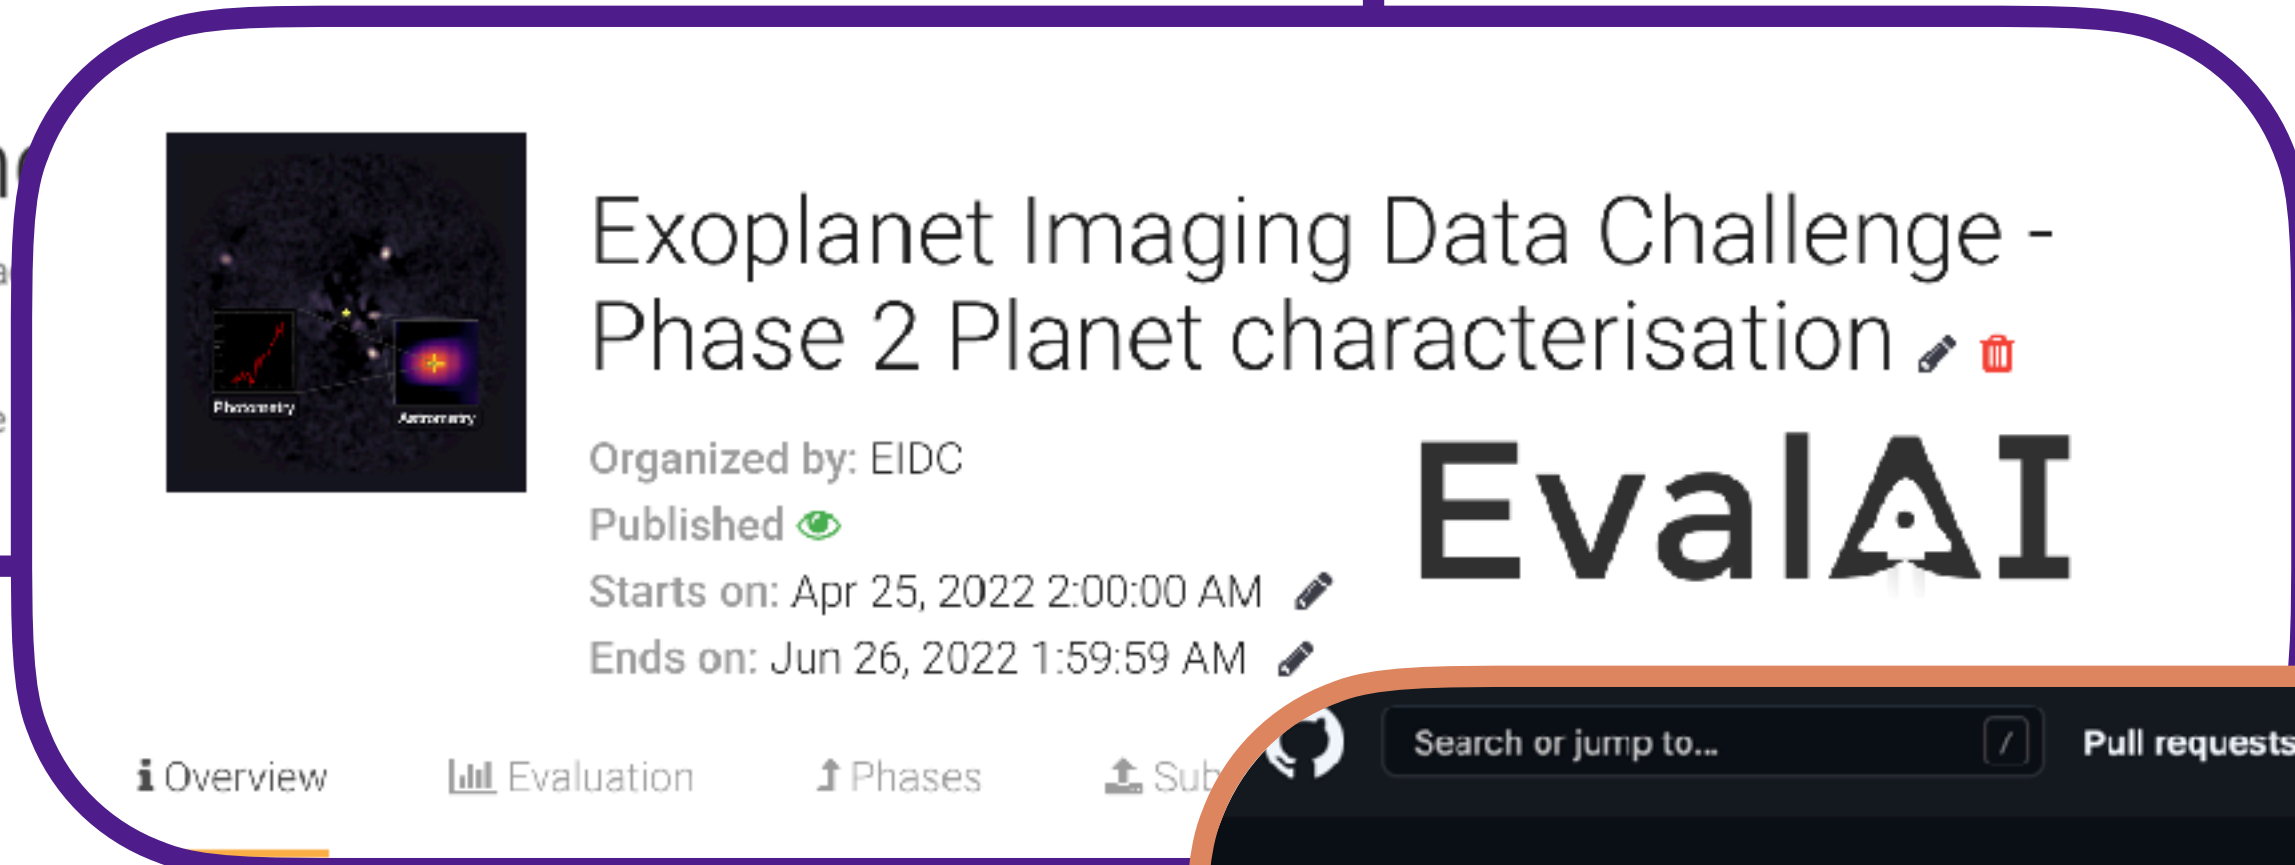 Exoplanet Imaging Data Challenge -
Phase 2 Planet characterisation
Photometry
Astrometry
Organized by: EIDC
EvalAI
Published
Starts on: Apr 25, 2022 2:00:00 AM
Ends on: Jun 26, 2022 1:59:59 AM
Overview
Evaluation
Phases
Sub
Search or jump to...
/
Pull requests